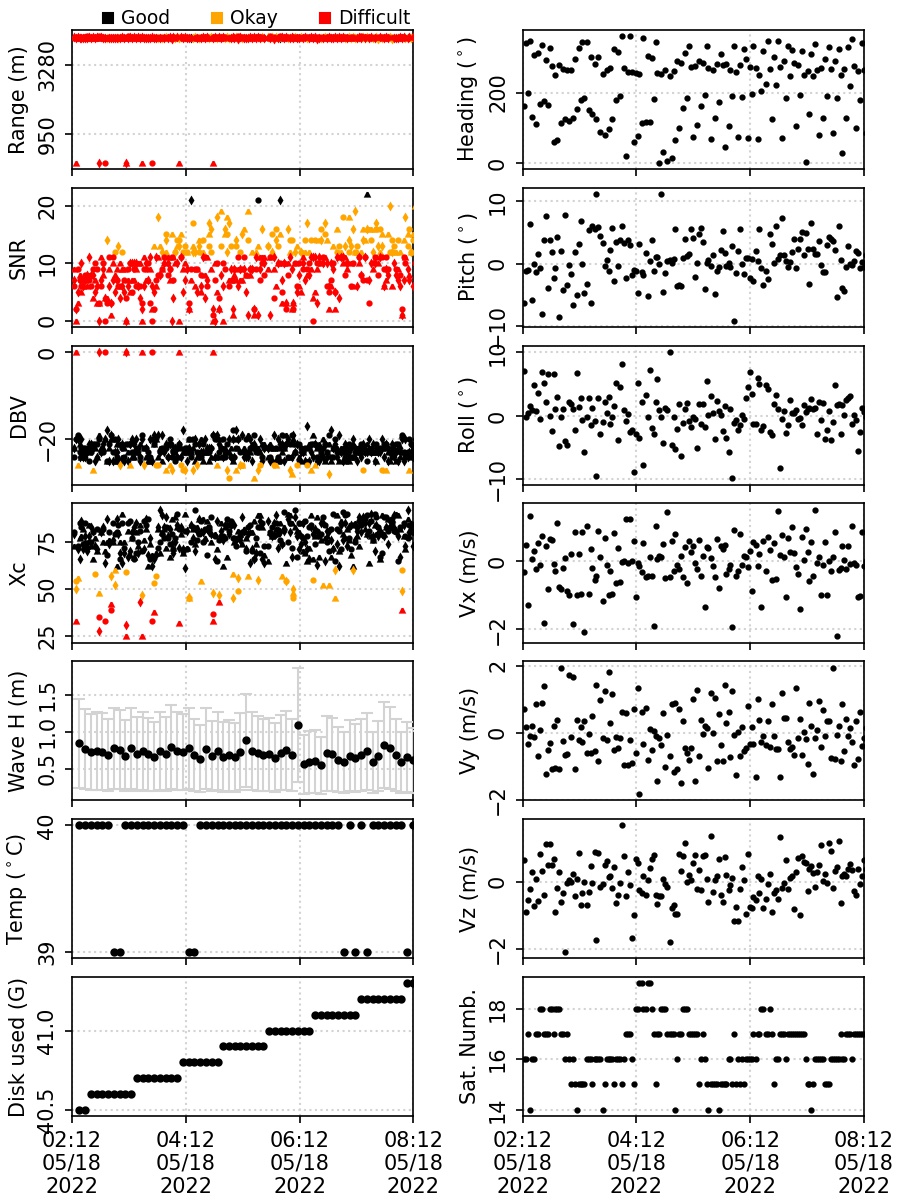 Good Okay Difficult
Range (m)
3280
950
Heading (°)
200
0
SNR
20
10
0
Pitch (°)
10
0
−10
DBV
0
−20
Roll (°)
10
0
−10
Xc
75
50
25
Vx (m/s)
0
−2
Wave H (m)
1.5
1.0
0.5
Vy (m/s)
2
0
−2
Temp (°C)
40
39
Vz (m/s)
0
−2
Disk used (G)
41.0
40.5
Sat. Numb.
18
16
14
02:12 04:12 06:12 08:12
05/18 05/18 05/18 05/18
2022 2022 2022 2022
02:12 04:12 06:12 08:12
05/18 05/18 05/18 05/18
2022 2022 2022 2022